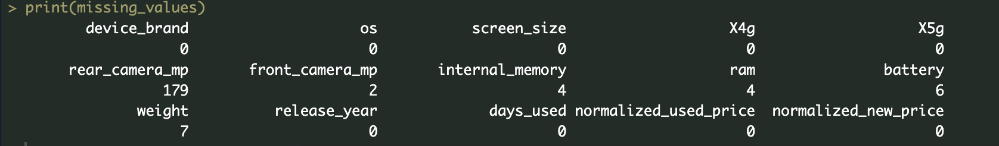 > print(missing_values)
device_brand os screen_size X4g X5g
0 0 0 0 0
rear_camera_mp front_camera_mp internal_memory ram battery
179 2 4 4 6
weight release_year days_used normalized_used_price normalized_new_price
7 0 0 0 0